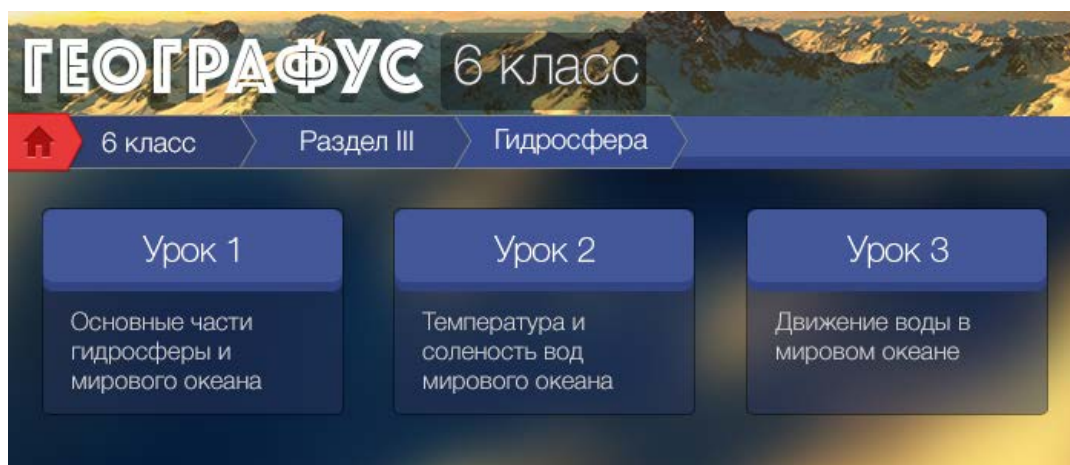 ГЕОГРАФУС 6 класс
6 класс Раздел III Гидросфера
Урок 1
Основные части
гидросферы и
мирового океана
Урок 2
Температура и
соленость вод
мирового океана
Урок 3
Движение воды в
мировом океане